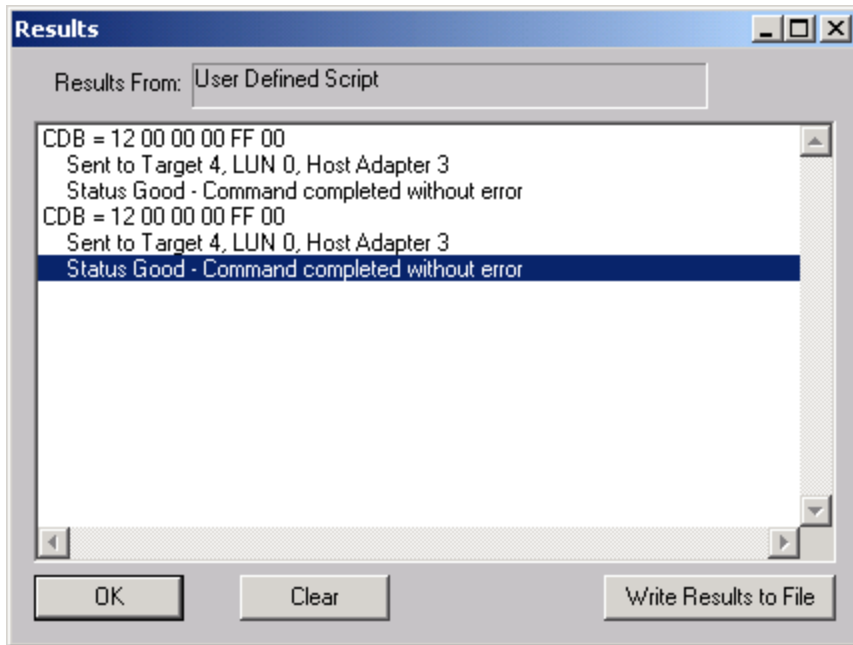 Results
Results From: User Defined Script
CDB = 12 00 00 00 FF 00
Sent to Target 4, LUN 0, Host Adapter 3
Status Good - Command completed without error
CDB = 12 00 00 00 FF 00
Sent to Target 4, LUN 0, Host Adapter 3
Status Good - Command completed without error
OK Clear Write Results to File